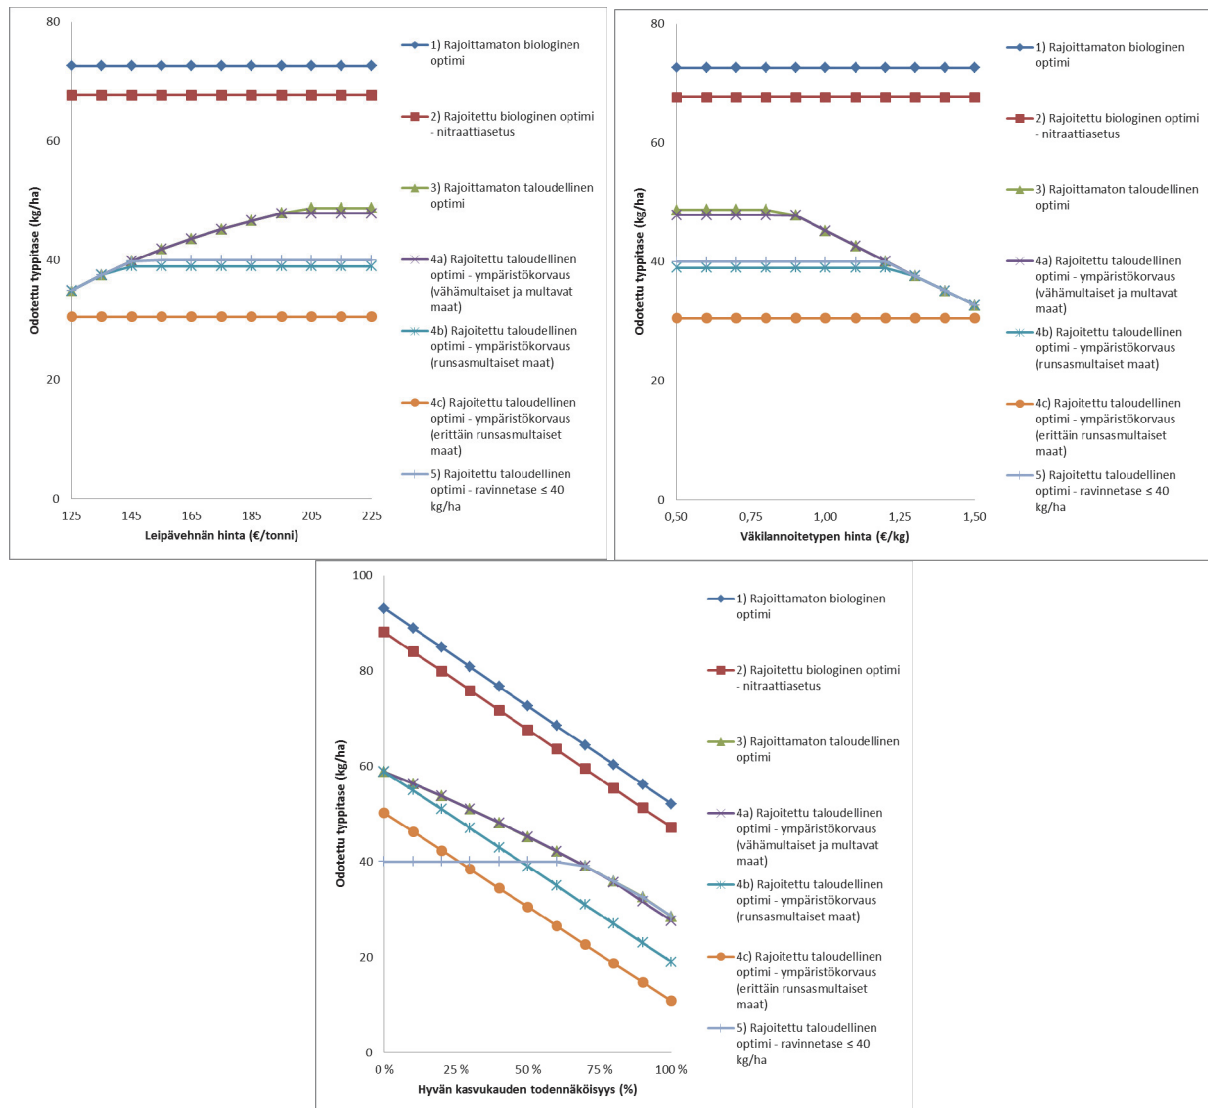 80
60
40
20
0
Odotettu typpitase (kg/ha)
125 145 165 185 205 225
Leipävehnän hinta (€/tonni)
1) Rajoittamaton biologinen
optimi
2) Rajoitettu biologinen optimi
- nitraattiasetus
3) Rajoittamaton taloudellinen
optimi
4a) Rajoitettu taloudellinen
optimi - ympäristökorvaus
(vähämultaiset ja multavat
maat)
4b) Rajoitettu taloudellinen
optimi - ympäristökorvaus
(runsasmultaiset maat)
4c) Rajoitettu taloudellinen
optimi - ympäristökorvaus
(erittäin runsasmultaiset
maat)
5) Rajoitettu taloudellinen
optimi - ravinnetase ≤ 40
kg/ha
80
60
40
20
0
Odotettu typpitase (kg/ha)
0,50 0,75 1,00 1,25 1,50
Väkilannoitetypen hinta (€/kg)
1) Rajoittamaton biologinen
optimi
2) Rajoitettu biologinen optimi
- nitraattiasetus
3) Rajoittamaton taloudellinen
optimi
4a) Rajoitettu taloudellinen
optimi - ympäristökorvaus
(vähämultaiset ja multavat
maat)
4b) Rajoitettu taloudellinen
optimi - ympäristökorvaus
(runsasmultaiset maat)
4c) Rajoitettu taloudellinen
optimi - ympäristökorvaus
(erittäin runsasmultaiset
maat)
5) Rajoitettu taloudellinen
optimi - ravinnetase ≤ 40
kg/ha
100
80
60
40
20
0
Odotettu typpitase (kg/ha)
0 % 25 % 50 % 75 % 100 %
Hyvän kasvukauden todennäköisyys (%)
1) Rajoittamaton biologinen
optimi
2) Rajoitettu biologinen optimi
- nitraattiasetus
3) Rajoittamaton taloudellinen
optimi
4a) Rajoitettu taloudellinen
optimi - ympäristökorvaus
(vähämultaiset ja multavat
maat)
4b) Rajoitettu taloudellinen
optimi - ympäristökorvaus
(runsasmultaiset maat)
4c) Rajoitettu taloudellinen
optimi - ympäristökorvaus
(erittäin runsasmultaiset
maat)
5) Rajoitettu taloudellinen
optimi - ravinnetase ≤ 40
kg/ha